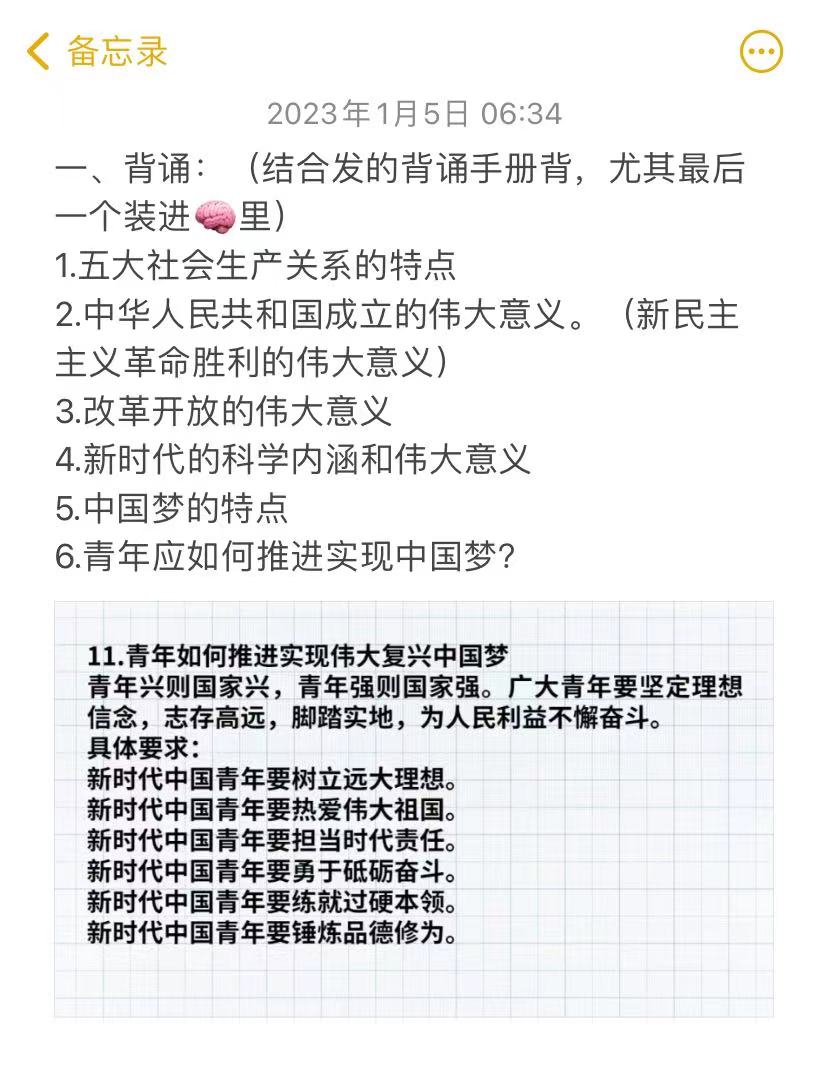 备忘录
2023年1月5日 06:34
一、背诵：（结合发的背诵手册背，尤其最后
一个装进🧠里）
1.五大社会生产关系的特点
2.中华人民共和国成立的伟大意义。（新民主
主义革命胜利的伟大意义）
3.改革开放的伟大意义
4.新时代的科学内涵和伟大意义
5.中国梦的特点
6.青年应如何推进实现中国梦？
11.青年如何推进实现伟大复兴中国梦
青年兴则国家兴，青年强则国家强。广大青年要坚定理想
信念，志存高远，脚踏实地，为人民利益不懈奋斗。
具体要求：
新时代中国青年要树立远大理想。
新时代中国青年要热爱伟大祖国。
新时代中国青年要担当时代责任。
新时代中国青年要勇于砥砺奋斗。
新时代中国青年要练就过硬本领。
新时代中国青年要锤炼品德修为。